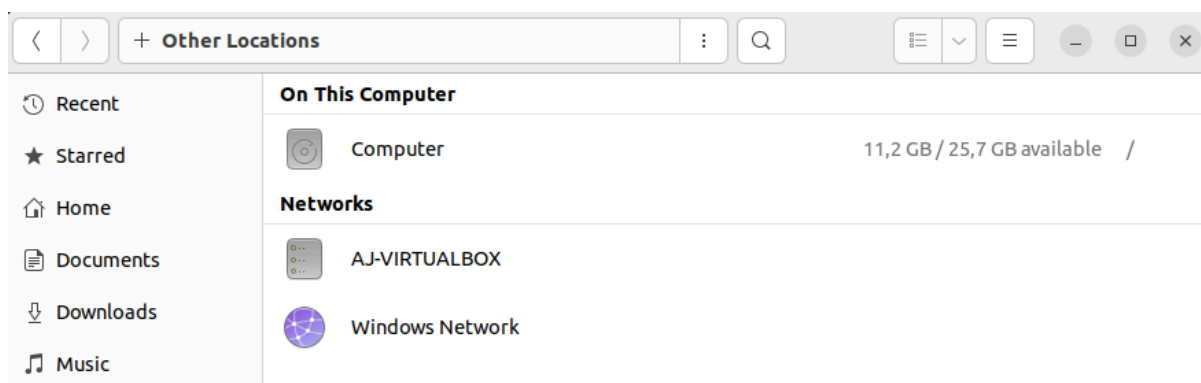 Other Locations
Recent
Starred
Home
Documents
Downloads
Music
On This Computer
Computer 11,2 GB / 25,7 GB available /
Networks
AJ-VIRTUALBOX
Windows Network